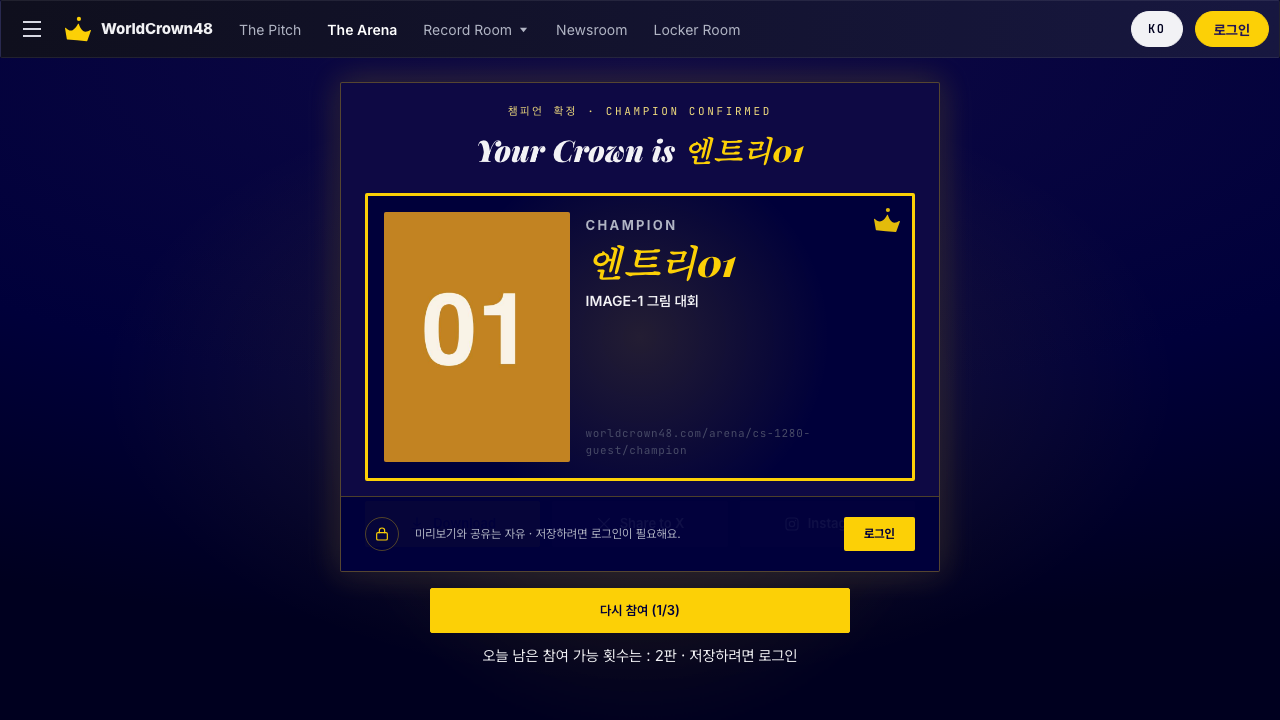 WorldCrown48
The Pitch
The Arena
Record Room
Newsroom
Locker Room
KO
로그인
챔피언 확정 · CHAMPION CONFIRMED
Your Crown is 엔트리01
01
CHAMPION
엔트리01
IMAGE-1 그림 대회
worldcrown48.com/arena/cs-1280-
guest/champion
Share to X
미리보기와 공유는 자유 · 저장하려면 로그인이 필요해요.
로그인
다시 참여 (1/3)
오늘 남은 참여 가능 횟수는 : 2판 · 저장하려면 로그인